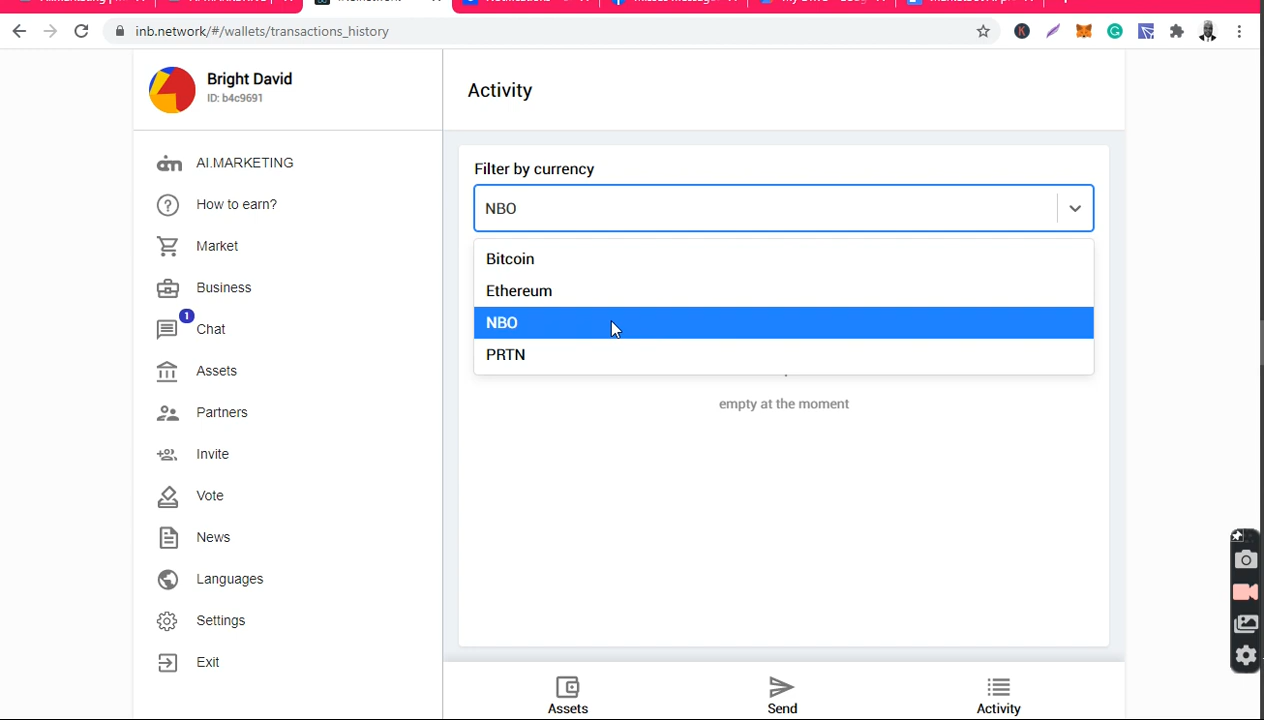 inb.network/#/wallets/transactions_history
Bright David
ID: b4c9691
AI.MARKETING
How to earn?
Market
Business
1
Chat
Assets
Partners
Invite
Vote
News
Languages
Settings
Exit
Activity
Filter by currency
NBO
Bitcoin
Ethereum
NBO
PRTN
empty at the moment
Assets
Send
Activity